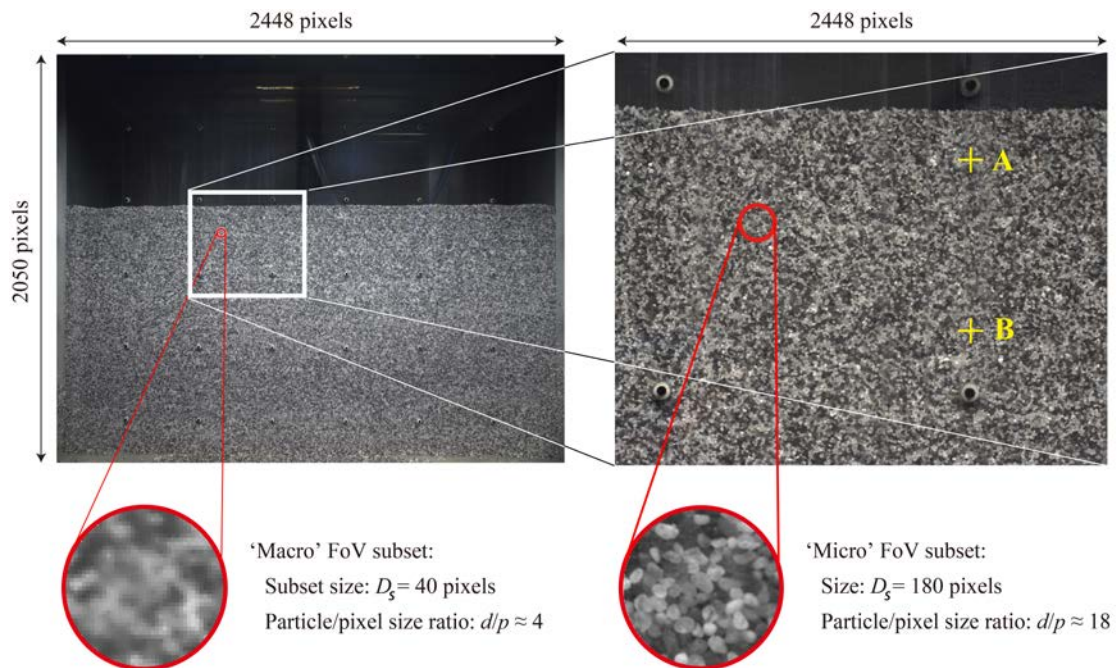 2448 pixels
2448 pixels
2050 pixels
A
B
'Macro' FoV subset:
Subset size: Dₛ = 40 pixels
Particle/pixel size ratio: d/p ≈ 4
'Micro' FoV subset:
Size: Dₛ = 180 pixels
Particle/pixel size ratio: d/p ≈ 18